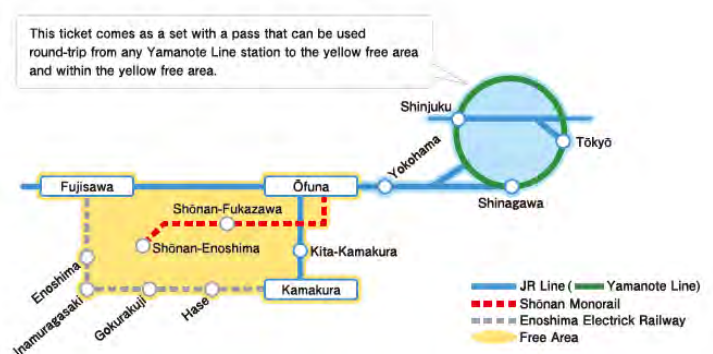 This ticket comes as a set with a pass that can be used
round-trip from any Yamanote Line station to the yellow free area
and within the yellow free area.
Shinjuku
Tōkyō
Yokohama
Shinagawa
Fujisawa
Ōfuna
Shōnan-Fukazawa
Shōnan-Enoshima
Kita-Kamakura
Enoshima
Inamuragasaki
Gokurakuji
Hase
Kamakura
JR Line ( Yamanote Line)
Shōnan Monorail
Enoshima Electrick Railway
Free Area